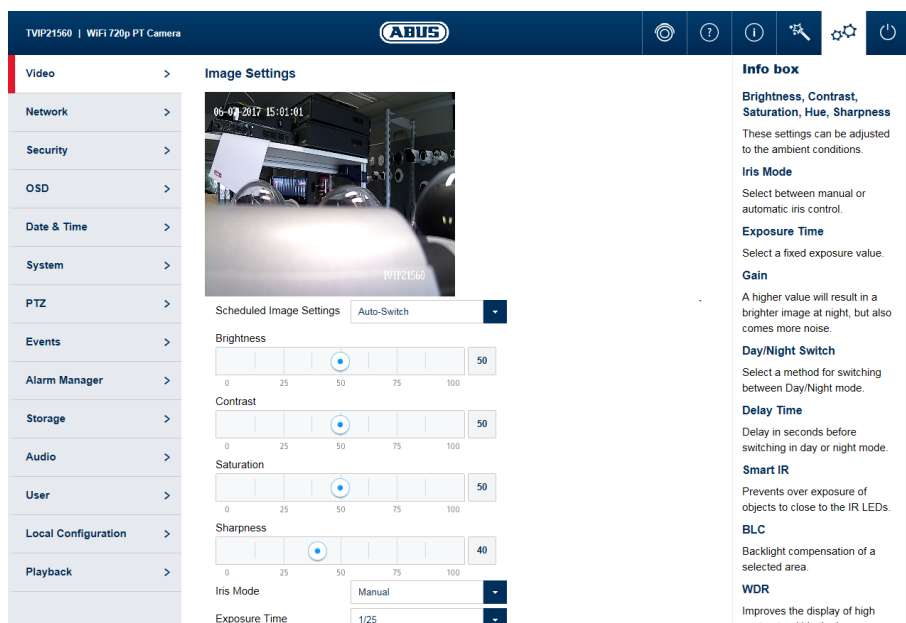 TVIP21560 | WiFi 720p PT Camera
ABUS
Video
Network
Security
OSD
Date & Time
System
PTZ
Events
Alarm Manager
Storage
Audio
User
Local Configuration
Playback
Image Settings
06-07-2017 15:01:01
TVIP21560
Scheduled Image Settings Auto-Switch
Brightness
50
0 25 50 75 100
Contrast
50
0 25 50 75 100
Saturation
50
0 25 50 75 100
Sharpness
40
0 25 50 75 100
Iris Mode Manual
Exposure Time 1/25
Info box
Brightness, Contrast,
Saturation, Hue, Sharpness
These settings can be adjusted
to the ambient conditions.
Iris Mode
Select between manual or
automatic iris control.
Exposure Time
Select a fixed exposure value.
Gain
A higher value will result in a
brighter image at night, but also
comes more noise.
Day/Night Switch
Select a method for switching
between Day/Night mode.
Delay Time
Delay in seconds before
switching in day or night mode.
Smart IR
Prevents over exposure of
objects to close to the IR LEDs.
BLC
Backlight compensation of a
selected area.
WDR
Improves the display of high